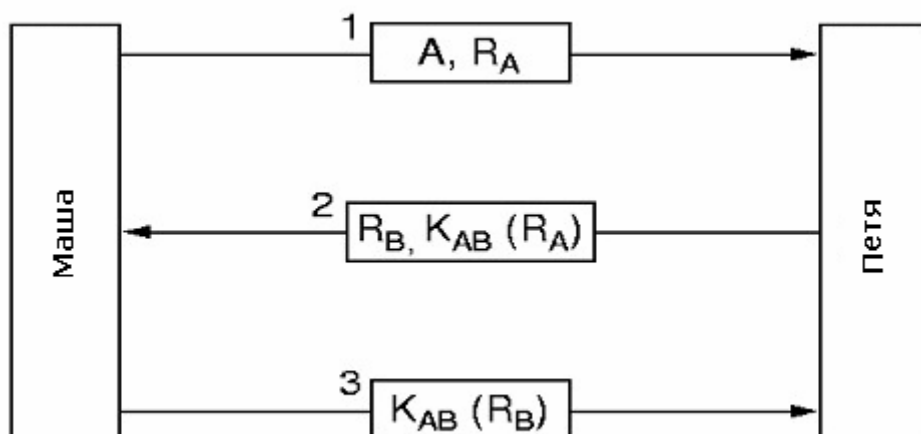 Маша
1
A, R_A
2
R_B, K_AB (R_A)
3
K_AB (R_B)
Петя